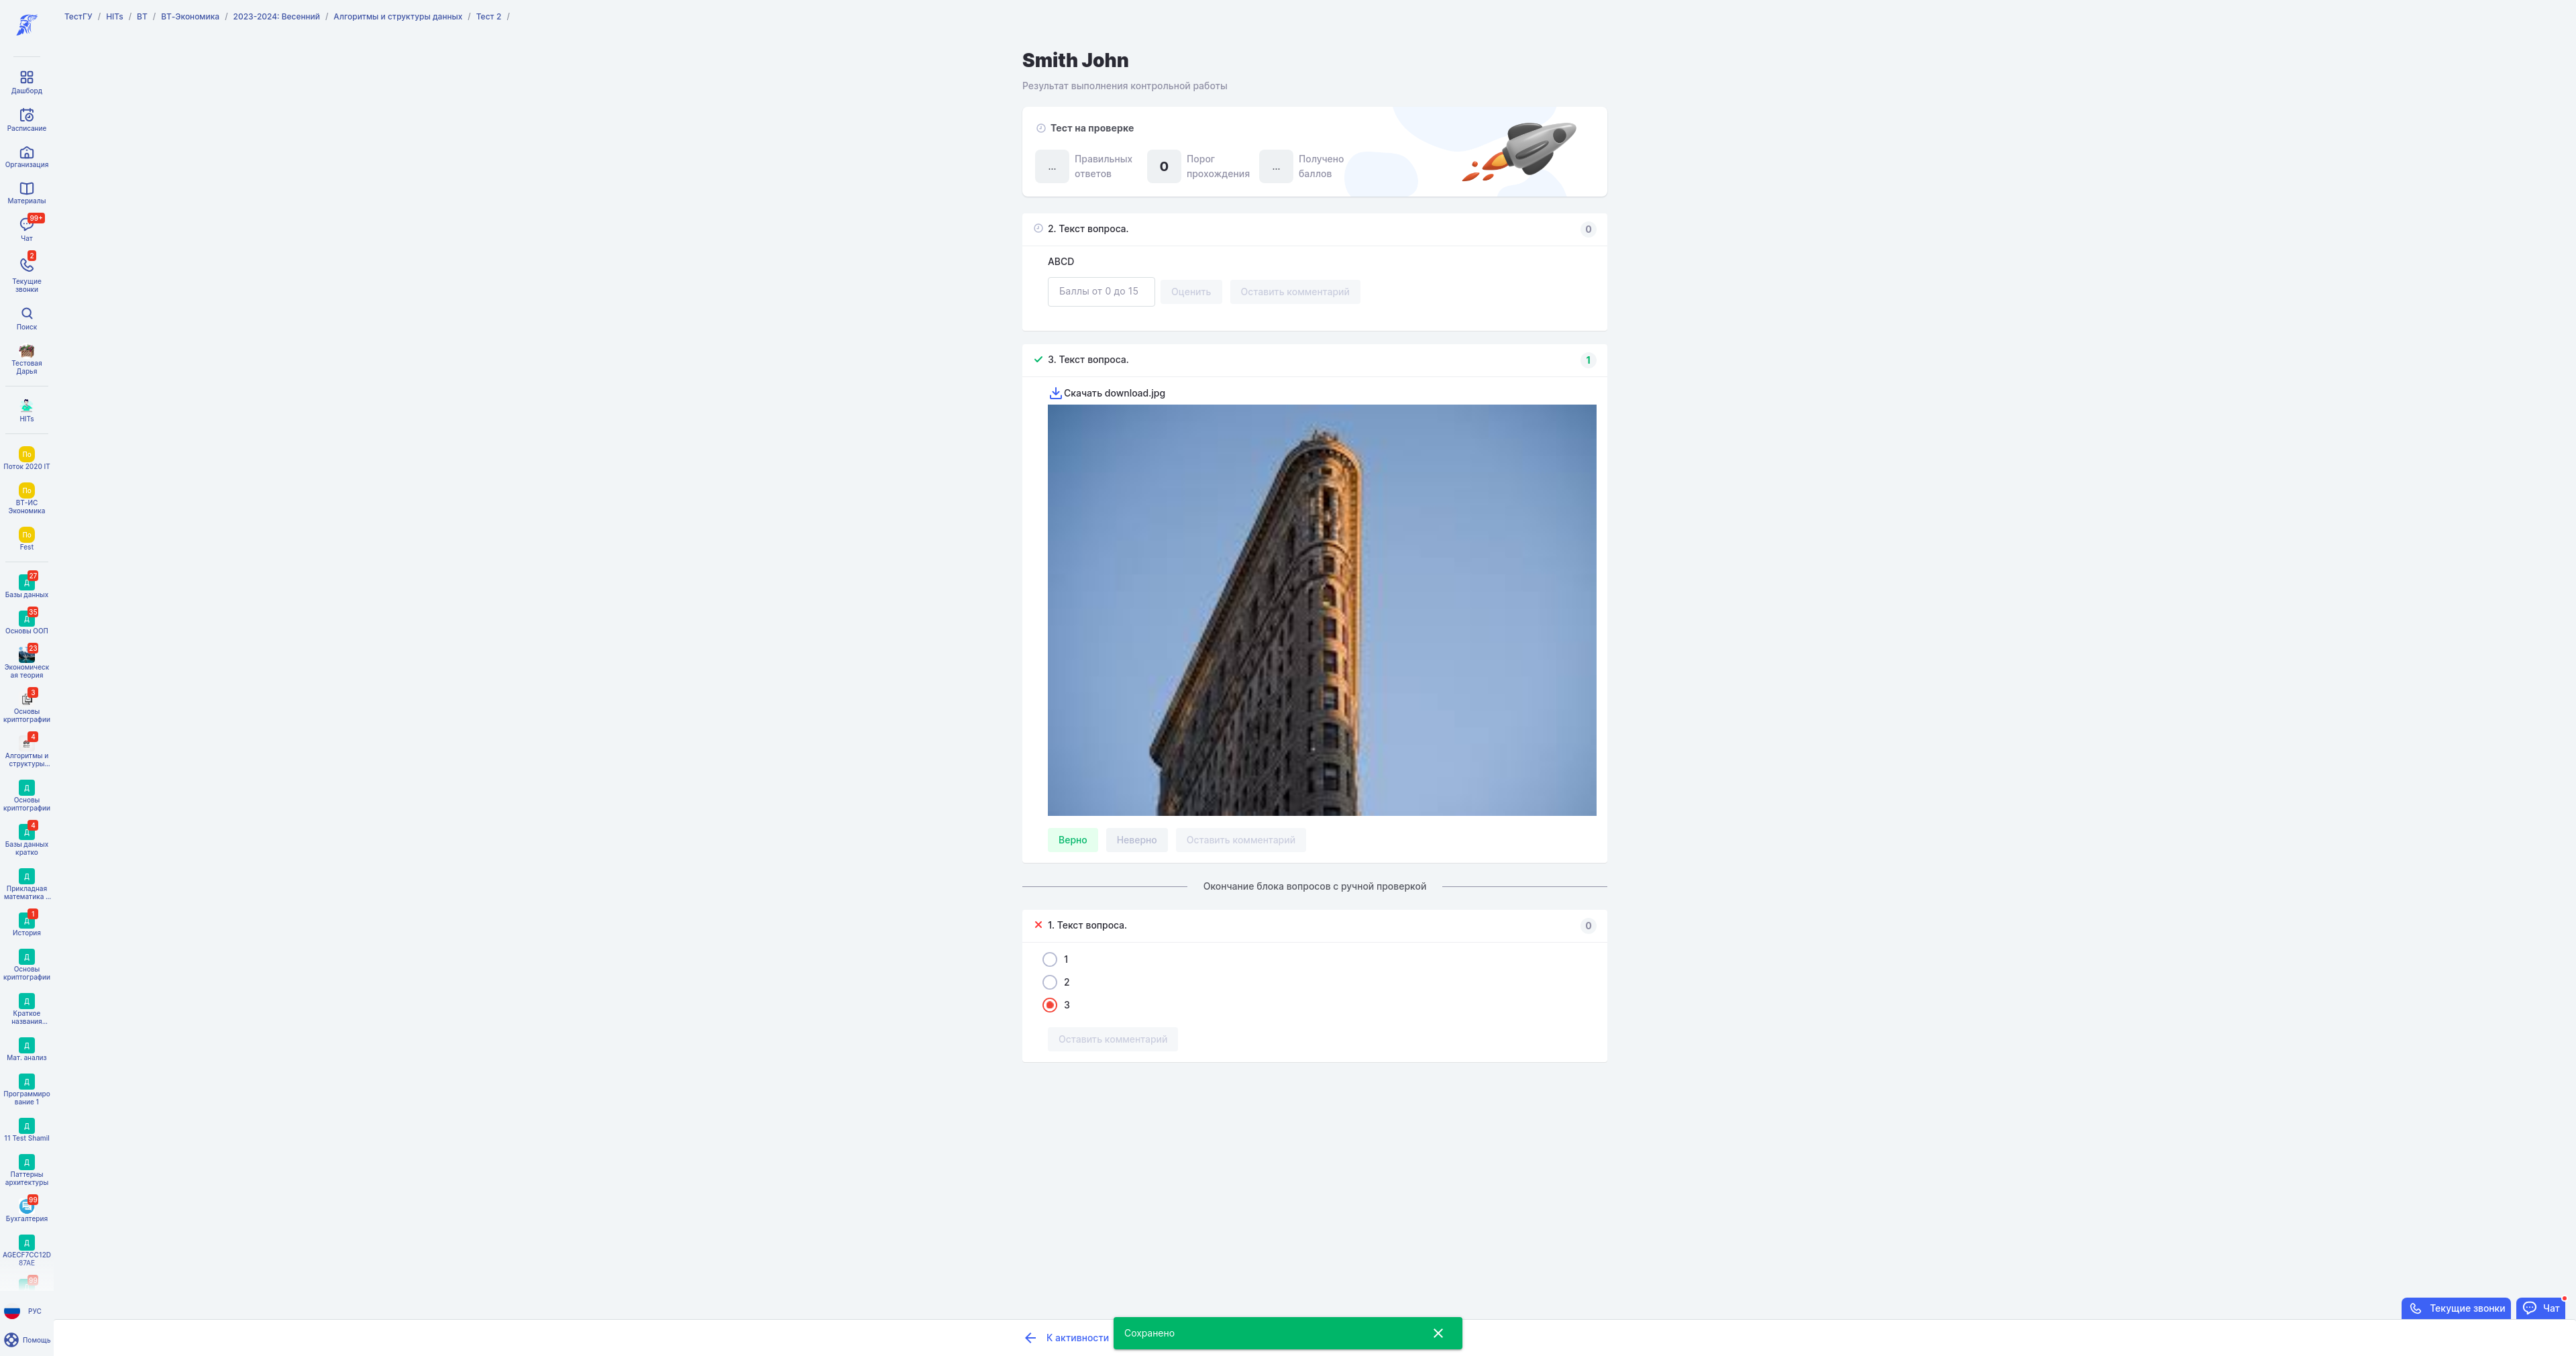 ТестГУ / HITs / ВТ / ВТ-Экономика / 2023-2024: Весенний / Алгоритмы и структуры данных / Тест 2 /
Дашборд
Расписание
Организация
Материалы
99+
Чат
2
Текущие
звонки
Поиск
Тестовая
Дарья
HITs
По
Поток 2020 IT
По
ВТ-ИС
Экономика
По
Fest
27
Д
Базы данных
35
Д
Основы ООП
23
Экономическ
ая теория
3
Основы
криптографии
4
Алгоритмы и
структуры...
Д
Основы
криптографии
4
Д
Базы данных
кратко
Д
Прикладная
математика ...
1
Д
История
Д
Основы
криптографии
Д
Краткое
названия...
Д
Мат. анализ
Д
Программиро
вание 1
Д
11 Test Shamil
Д
Паттерны
архитектуры
99
Бухгалтерия
Д
AGECF7CC12D
87AE
99
РУС
Помощь
Smith John
Результат выполнения контрольной работы
Тест на проверке
... Правильных
ответов
0 Порог
прохождения
... Получено
баллов
2. Текст вопроса. 0
ABCD
Баллы от 0 до 15 Оценить Оставить комментарий
3. Текст вопроса. 1
Скачать download.jpg
Верно Неверно Оставить комментарий
Окончание блока вопросов с ручной проверкой
1. Текст вопроса. 0
1
2
3
Оставить комментарий
К активности
Сохранено
Текущие звонки
Чат